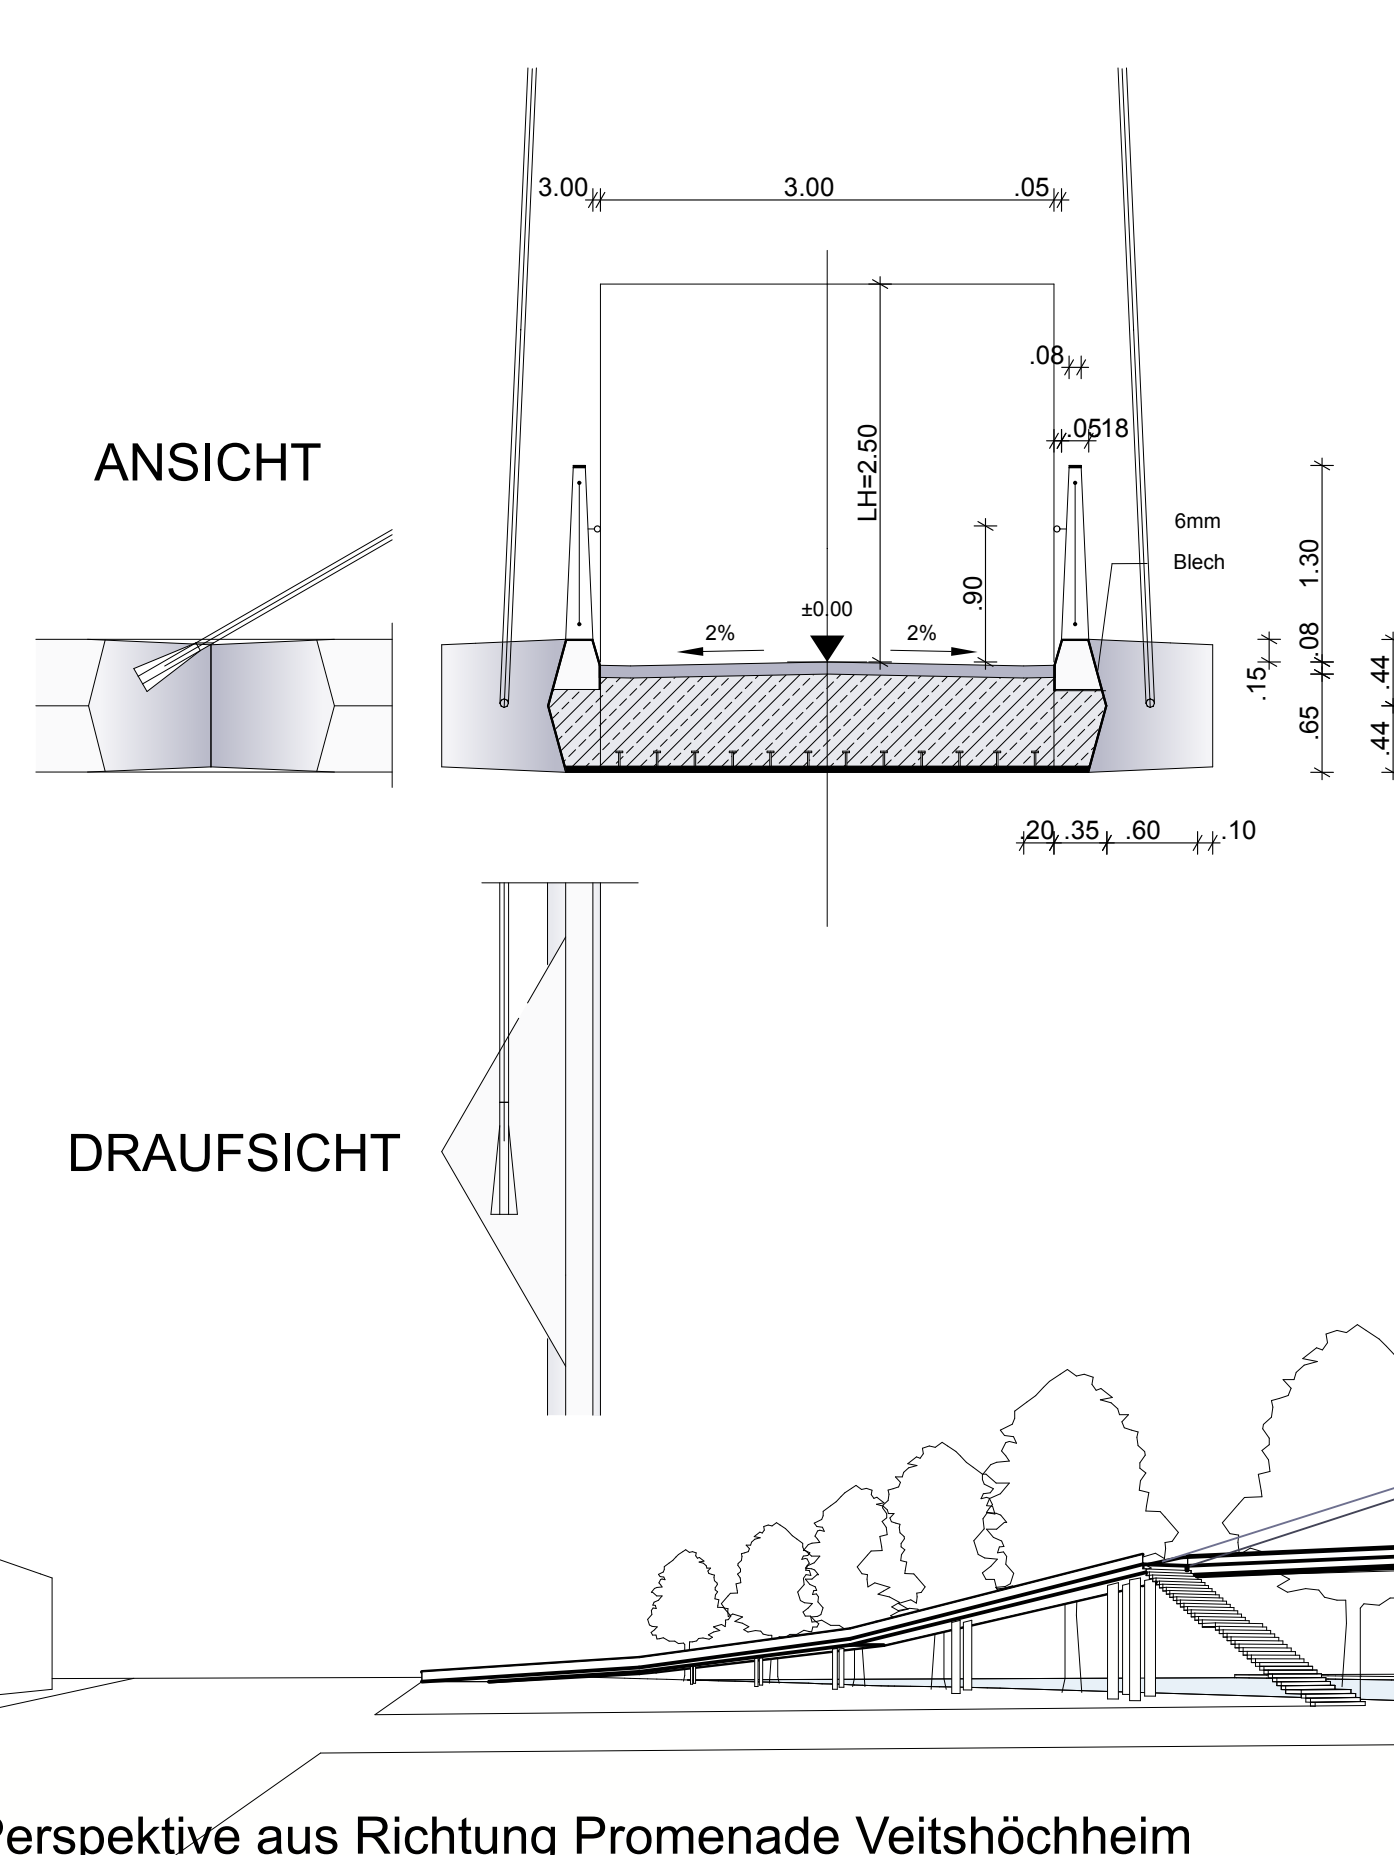 3.00 3.00 .05
.08
.0518
LH=2.50
ANSICHT
6mm
Blech
1.30
.90
±0.00
2% 2%
.08
.15
.44
.65
.44
.20 .35 .60 .10
DRAUFSICHT
Perspektive aus Richtung Promenade Veitshöchheim